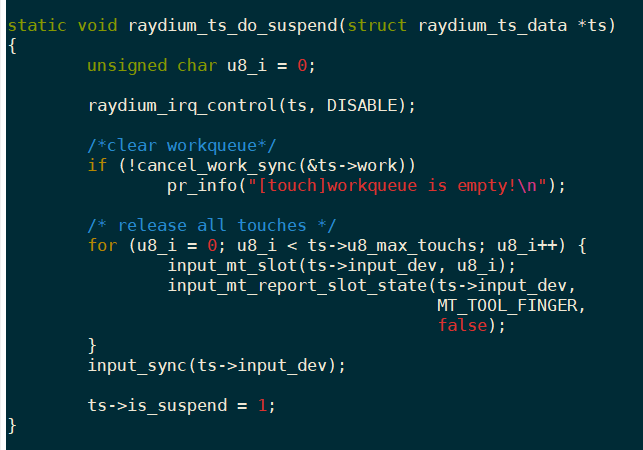 static void raydium_ts_do_suspend(struct raydium_ts_data *ts)
{
        unsigned char u8_i = 0;

        raydium_irq_control(ts, DISABLE);

        /*clear workqueue*/
        if (!cancel_work_sync(&ts->work))
                pr_info("[touch]workqueue is empty!\n");

        /* release all touches */
        for (u8_i = 0; u8_i < ts->u8_max_touchs; u8_i++) {
                input_mt_slot(ts->input_dev, u8_i);
                input_mt_report_slot_state(ts->input_dev,
                                           MT_TOOL_FINGER,
                                           false);
        }
        input_sync(ts->input_dev);

        ts->is_suspend = 1;
}